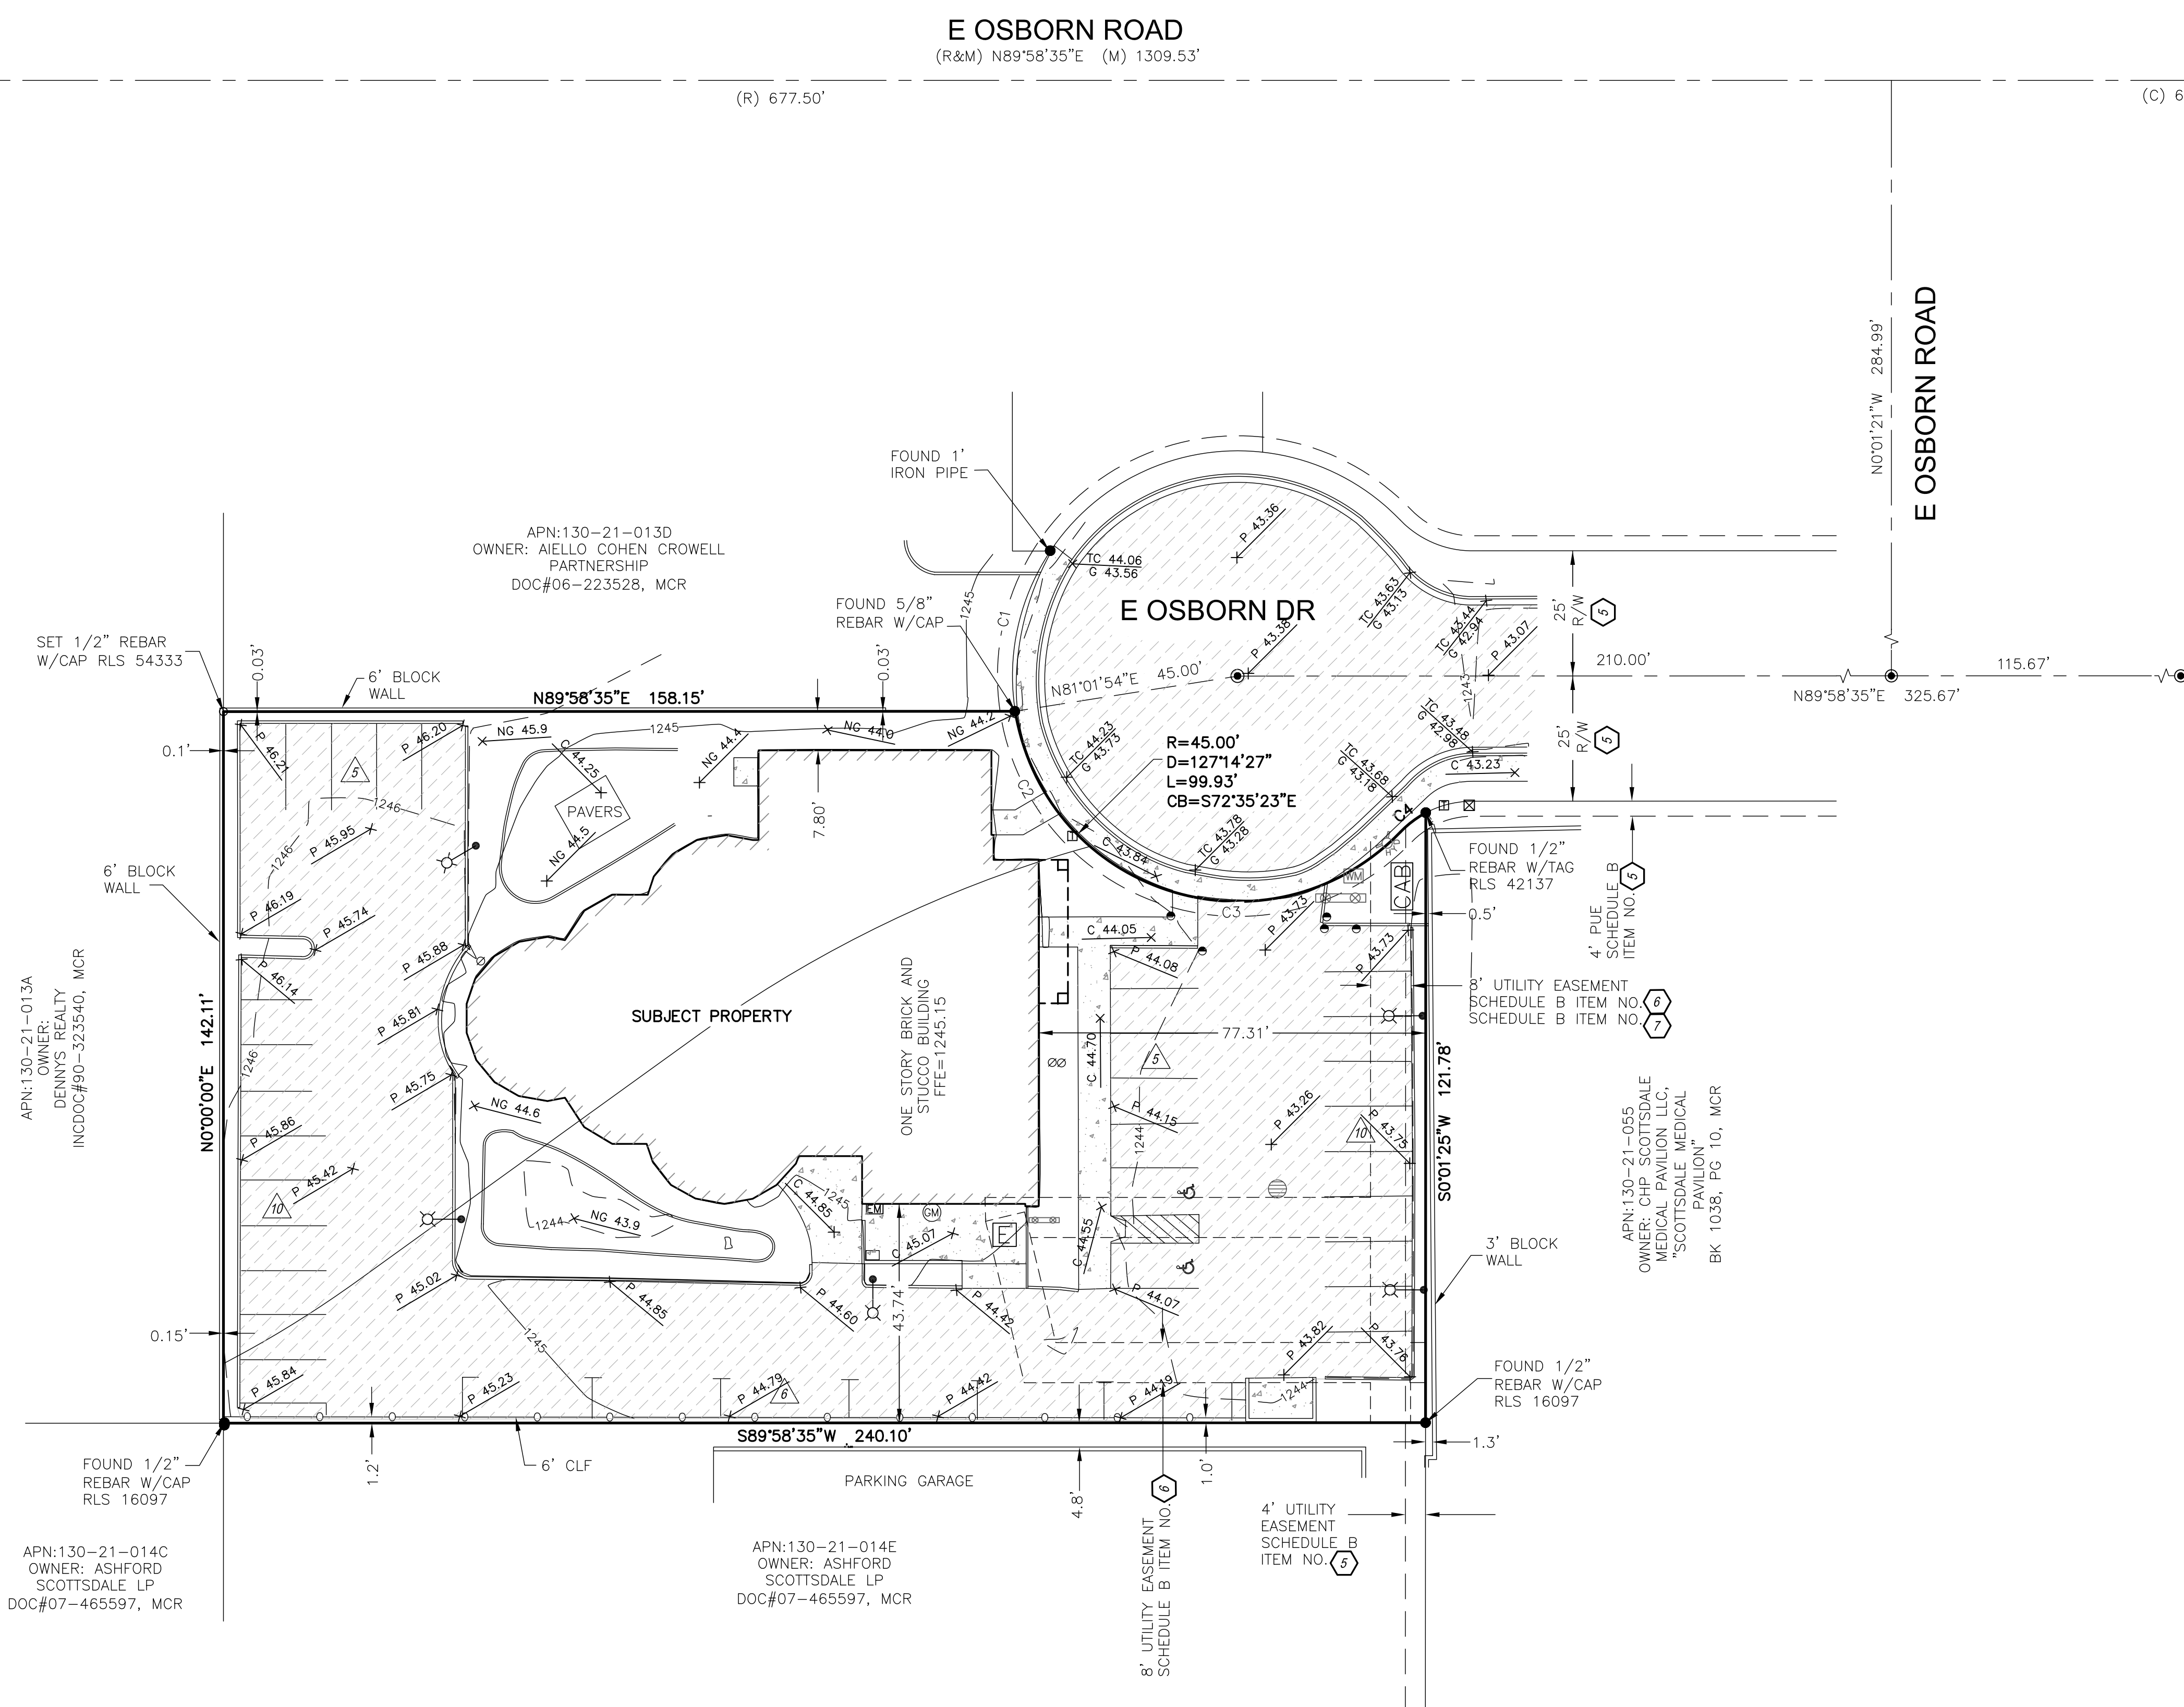 E OSBORN ROAD
(R&M) N89°58'35"E (M) 1309.53'
(R) 677.50'
(C) 6
N0°01'21"W 284.99'
E OSBORN ROAD
FOUND 1'
IRON PIPE
APN:130-21-013D
OWNER: AIELLO COHEN CROWELL
PARTNERSHIP
DOC#06-223528, MCR
FOUND 5/8"
REBAR W/CAP
SET 1/2" REBAR
W/CAP RLS 54333
0.03'
6' BLOCK
WALL
N89°58'35"E 158.15'
0.03'
1245
C1
TC 44.06
G 43.56
P 43.36
E OSBORN DR
P 43.38
TC 43.63
G 43.13
TC 43.44
G 42.94
P 43.07
1243
25'
R/W
5
210.00'
115.67'
N89°58'35"E 325.67'
25'
R/W
5
N81°01'54"E 45.00'
R=45.00'
D=127°14'27"
L=99.93'
CB=S72°35'23"E
TC 44.23
G 43.73
TC 43.48
G 42.98
TC 43.68
G 43.18
C 43.23
TC 43.78
G 43.28
C 43.84
C2
C3
C4
0.1'
P 46.21
P 46.20
5
1246
1246
P 45.95
NG 45.9
C 44.25
PAVERS
NG 44.5
1245
NG 44.4
NG 44.0
NG 44.2
7.80'
6' BLOCK
WALL
P 46.19
P 45.74
P 45.88
P 46.14
P 45.81
1246
P 45.75
P 45.86
P 45.42
10
NG 44.6
1244
NG 43.9
APN:130-21-013A
OWNER:
DENNYS REALTY
INCDOC#90-323540, MCR
N0°00'00"E 142.11'
SUBJECT PROPERTY
ONE STORY BRICK AND
STUCCO BUILDING
FFE=1245.15
C 44.05
P 44.08
P 43.73
P 43.73
WM
CAB
77.31'
C 44.70
5
P 44.15
1244
P 43.26
P 43.75
10
FOUND 1/2"
REBAR W/TAG
RLS 42137
0.5'
4' PUE
SCHEDULE B
ITEM NO. 5
8' UTILITY EASEMENT
SCHEDULE B ITEM NO. 6
SCHEDULE B ITEM NO. 7
S0°01'25"W 121.78'
APN:130-21-055
OWNER: CHP SCOTTSDALE
MEDICAL PAVILION LLC,
"SCOTTSDALE MEDICAL
PAVILION"
BK 1038, PG 10, MCR
3' BLOCK
WALL
C 44.85
1245
EM
GM
E
C 45.07
C 44.55
P 44.07
43.74'
P 45.02
P 44.85
P 44.60
P 44.42
1245
0.15'
P 45.84
P 45.23
P 44.79
6
P 44.42
P 44.19
P 43.82
P 43.76
1244
FOUND 1/2"
REBAR W/CAP
RLS 16097
S89°58'35"W 240.10'
1.3'
FOUND 1/2"
REBAR W/CAP
RLS 16097
1.2'
6' CLF
PARKING GARAGE
4.8'
1.0'
8' UTILITY EASEMENT
SCHEDULE B ITEM NO. 6
4' UTILITY
EASEMENT
SCHEDULE B
ITEM NO. 5
APN:130-21-014C
OWNER: ASHFORD
SCOTTSDALE LP
DOC#07-465597, MCR
APN:130-21-014E
OWNER: ASHFORD
SCOTTSDALE LP
DOC#07-465597, MCR